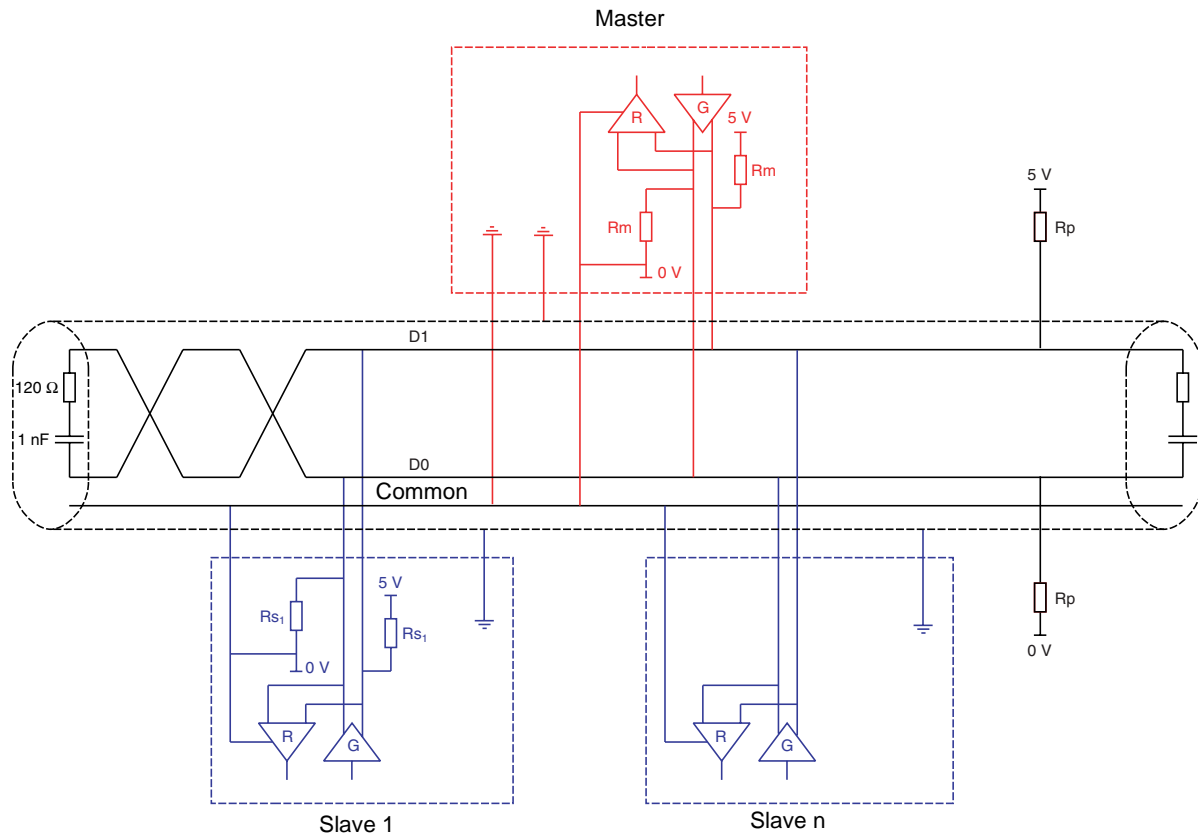 Master
R
G
5 V
Rm
Rm
0 V
5 V
Rp
D1
120 Ω
1 nF
D0
Common
Rs₁
5 V
Rs₁
0 V
R
G
Slave 1
R
G
Slave n
Rp
0 V